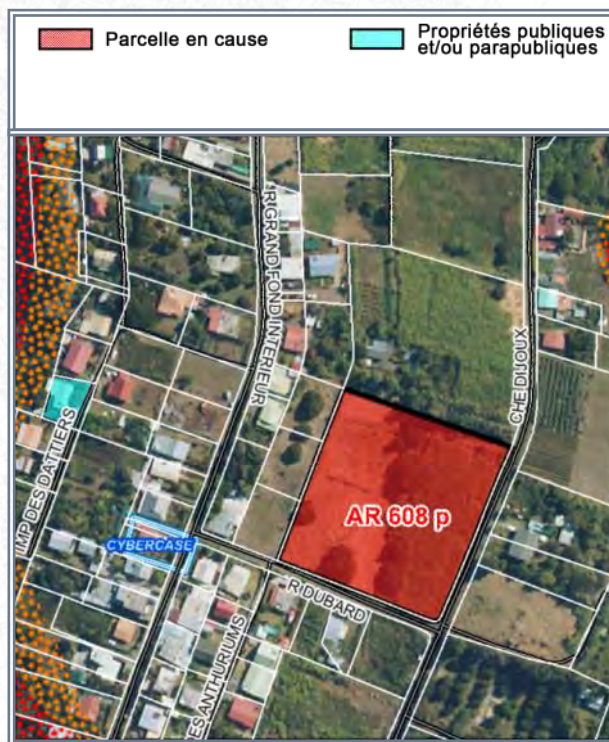 Parcelle en cause
Propriétés publiques
et/ou parapubliques
R GRAND FOND INTERIEUR
CHE DIJOUX
IMP DES DATTIERS
AR 608 p
CYBERCASE
R DUBARD
ES ANTHURIUMS